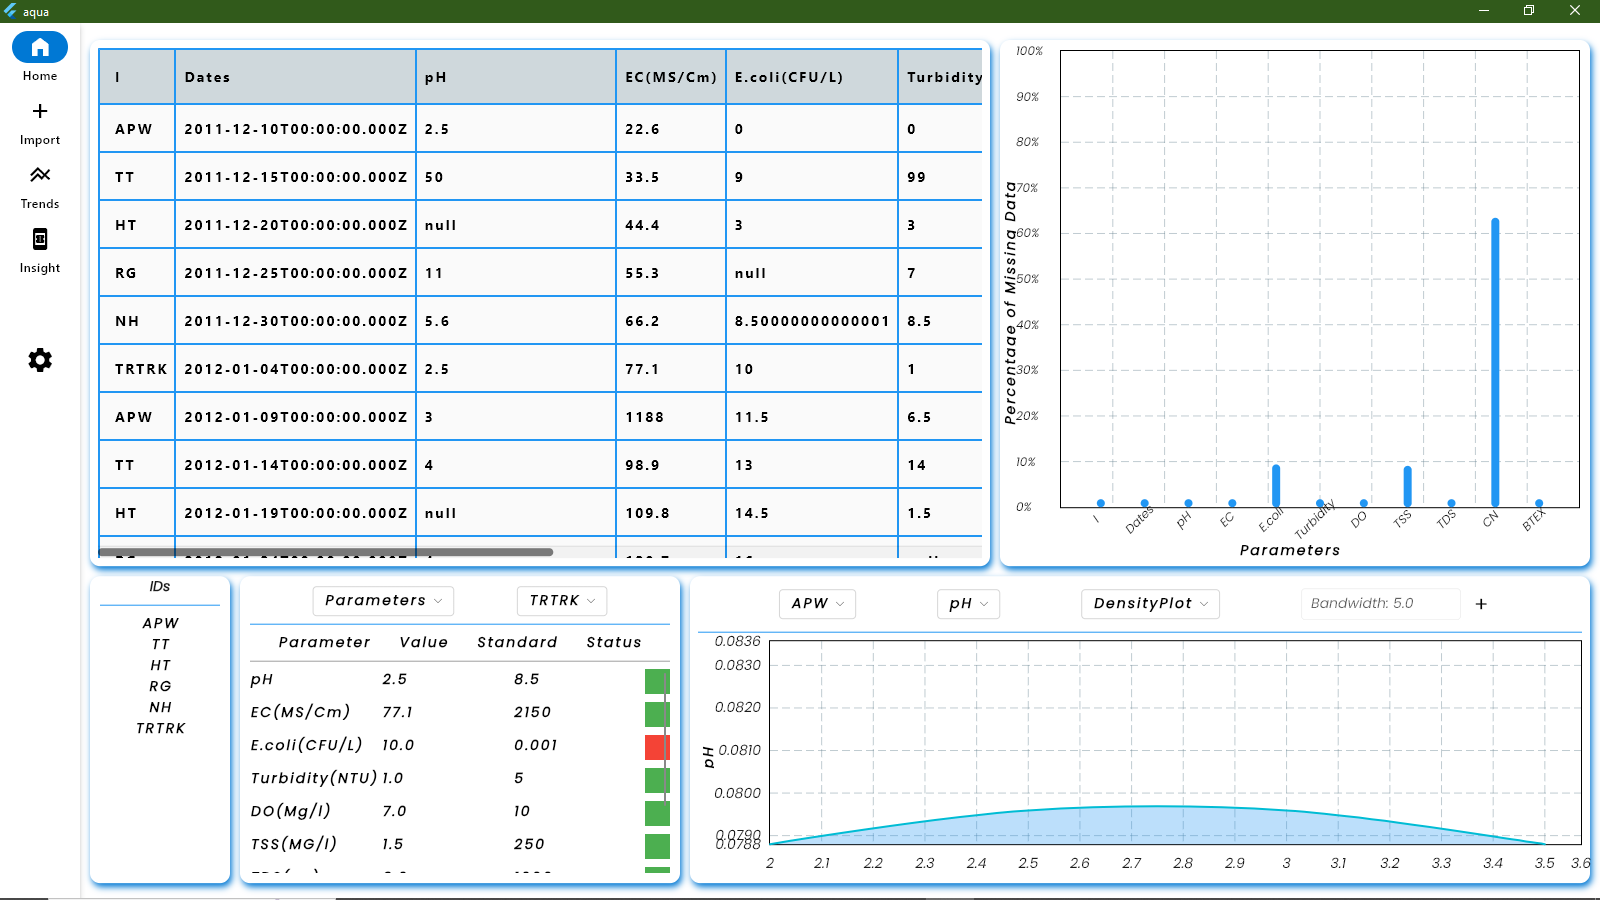 aqua
Home
Import
Trends
Insight
I Dates pH EC(MS/Cm) E.coli(CFU/L) Turbidity
APW 2011-12-10T00:00:00.000Z 2.5 22.6 0 0
TT 2011-12-15T00:00:00.000Z 50 33.5 9 99
HT 2011-12-20T00:00:00.000Z null 44.4 3 3
RG 2011-12-25T00:00:00.000Z 11 55.3 null 7
NH 2011-12-30T00:00:00.000Z 5.6 66.2 8.50000000000001 8.5
TRTRK 2012-01-04T00:00:00.000Z 2.5 77.1 10 1
APW 2012-01-09T00:00:00.000Z 3 1188 11.5 6.5
TT 2012-01-14T00:00:00.000Z 4 98.9 13 14
HT 2012-01-19T00:00:00.000Z null 109.8 14.5 1.5
Percentage of Missing Data
100%
90%
80%
70%
60%
50%
40%
30%
20%
10%
0%
I Dates pH EC E.coli Turbidity DO TSS TDS CN BTEX
Parameters
IDs
APW
TT
HT
RG
NH
TRTRK
Parameters TRTRK
Parameter Value Standard Status
pH 2.5 8.5
EC(MS/Cm) 77.1 2150
E.coli(CFU/L) 10.0 0.001
Turbidity(NTU) 1.0 5
DO(Mg/l) 7.0 10
TSS(MG/l) 1.5 250
APW pH DensityPlot Bandwidth: 5.0
pH
0.0836
0.0830
0.0820
0.0810
0.0800
0.0790
0.0788
2 2.1 2.2 2.3 2.4 2.5 2.6 2.7 2.8 2.9 3 3.1 3.2 3.3 3.4 3.5 3.6